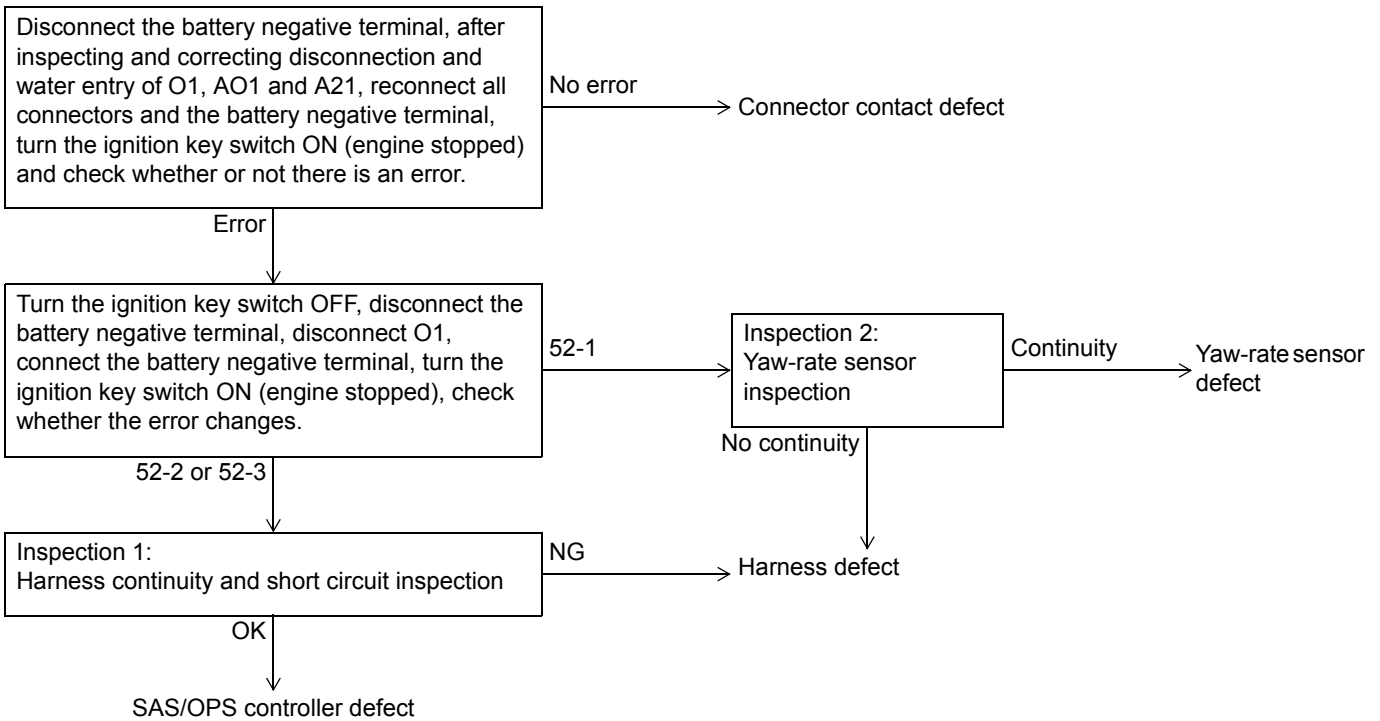 Disconnect the battery negative terminal, after
inspecting and correcting disconnection and
water entry of O1, AO1 and A21, reconnect all
connectors and the battery negative terminal,
turn the ignition key switch ON (engine stopped)
and check whether or not there is an error.
No error
Connector contact defect
Error
Turn the ignition key switch OFF, disconnect the
battery negative terminal, disconnect O1,
connect the battery negative terminal, turn the
ignition key switch ON (engine stopped), check
whether the error changes.
52-1
Inspection 2:
Yaw-rate sensor
inspection
Continuity
Yaw-rate sensor
defect
No continuity
52-2 or 52-3
Inspection 1:
Harness continuity and short circuit inspection
NG
Harness defect
OK
SAS/OPS controller defect